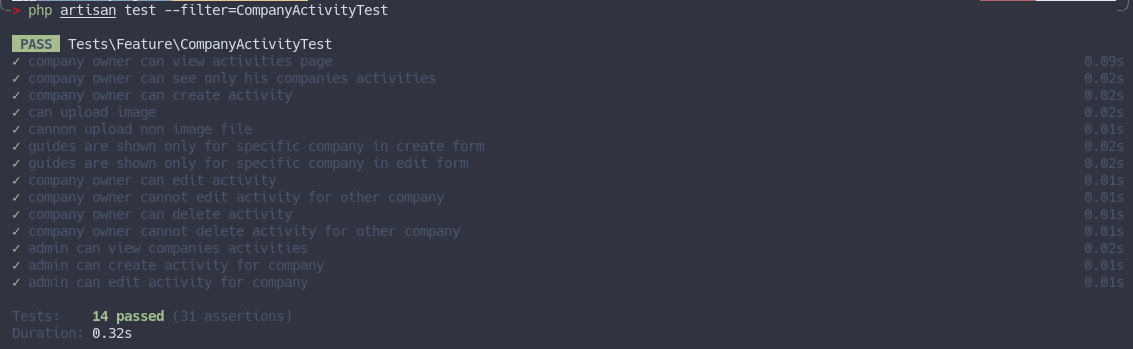 > php artisan test --filter=CompanyActivityTest
PASS Tests\Feature\CompanyActivityTest
✓ company owner can view activities page 0.09s
✓ company owner can see only his companies activities 0.02s
✓ company owner can create activity 0.02s
✓ can upload image 0.02s
✓ cannon upload non image file 0.01s
✓ guides are shown only for specific company in create form 0.02s
✓ guides are shown only for specific company in edit form 0.02s
✓ company owner can edit activity 0.01s
✓ company owner cannot edit activity for other company 0.01s
✓ company owner can delete activity 0.01s
✓ company owner cannot delete activity for other company 0.01s
✓ admin can view companies activities 0.02s
✓ admin can create activity for company 0.01s
✓ admin can edit activity for company 0.01s
Tests: 14 passed (31 assertions)
Duration: 0.32s